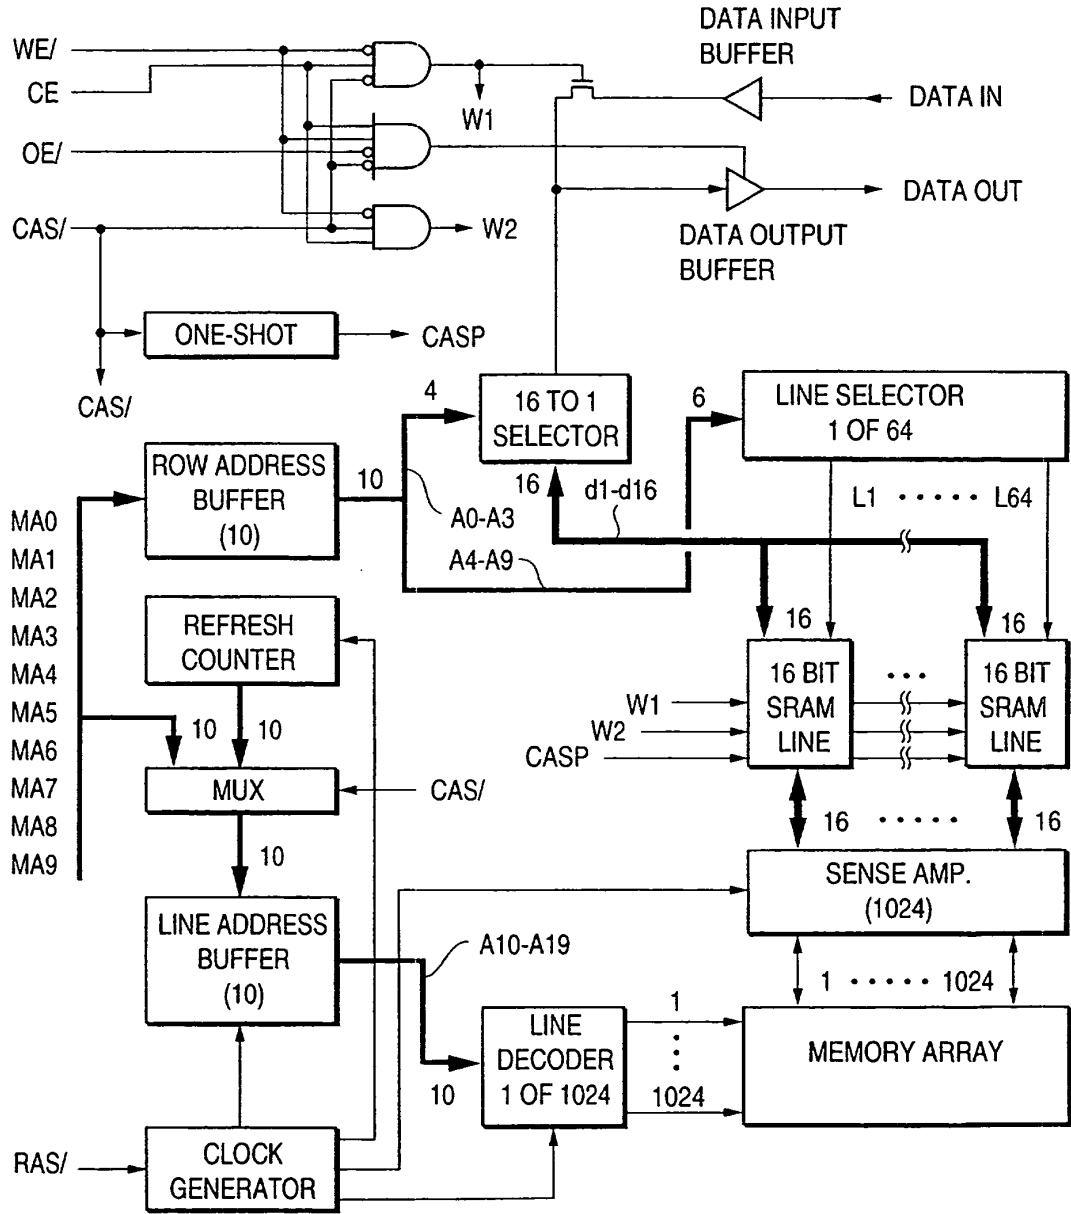 DATA INPUT
BUFFER
WE/
CE
W1
DATA IN
OE/
DATA OUT
CAS/
W2
DATA OUTPUT
BUFFER
ONE-SHOT
CASP
CAS/
4
16 TO 1
SELECTOR
6
LINE SELECTOR
1 OF 64
ROW ADDRESS
BUFFER
(10)
10
16
d1-d16
L1
L64
A0-A3
A4-A9
MA0
MA1
MA2
MA3
MA4
MA5
MA6
MA7
MA8
MA9
REFRESH
COUNTER
16
16
16 BIT
SRAM
LINE
16 BIT
SRAM
LINE
W1
W2
CASP
10
10
MUX
CAS/
16
16
10
SENSE AMP.
(1024)
LINE ADDRESS
BUFFER
(10)
A10-A19
1
1024
LINE
DECODER
1 OF 1024
1
1024
10
MEMORY ARRAY
RAS/
CLOCK
GENERATOR